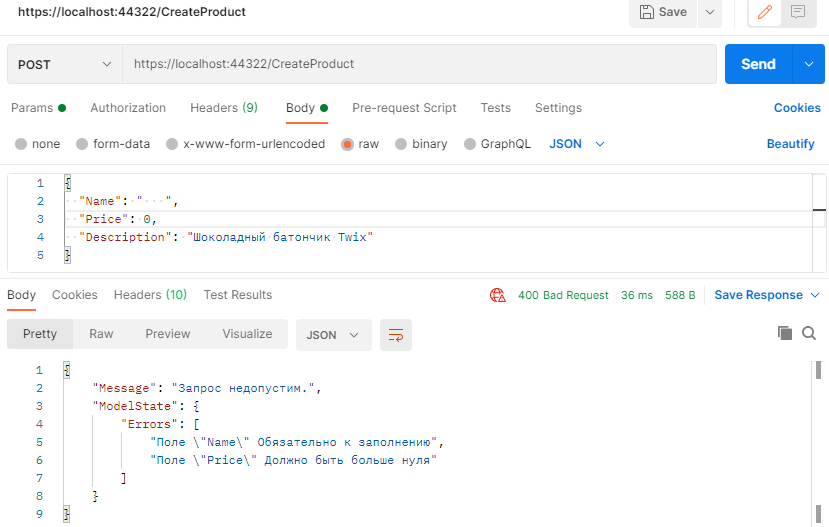 https://localhost:44322/CreateProduct
Save
POST https://localhost:44322/CreateProduct Send
Params Authorization Headers (9) Body Pre-request Script Tests Settings Cookies
none form-data x-www-form-urlencoded raw binary GraphQL JSON Beautify
1 {
2 "Name": "   ",
3 "Price": 0,
4 "Description": "Шоколадный батончик Twix"
5 }
Body Cookies Headers (10) Test Results 400 Bad Request 36 ms 588 B Save Response
Pretty Raw Preview Visualize JSON
1 {
2 "Message": "Запрос недопустим.",
3 "ModelState": {
4 "Errors": [
5 "Поле \"Name\" Обязательно к заполнению",
6 "Поле \"Price\" Должно быть больше нуля"
7 ]
8 }
9 }